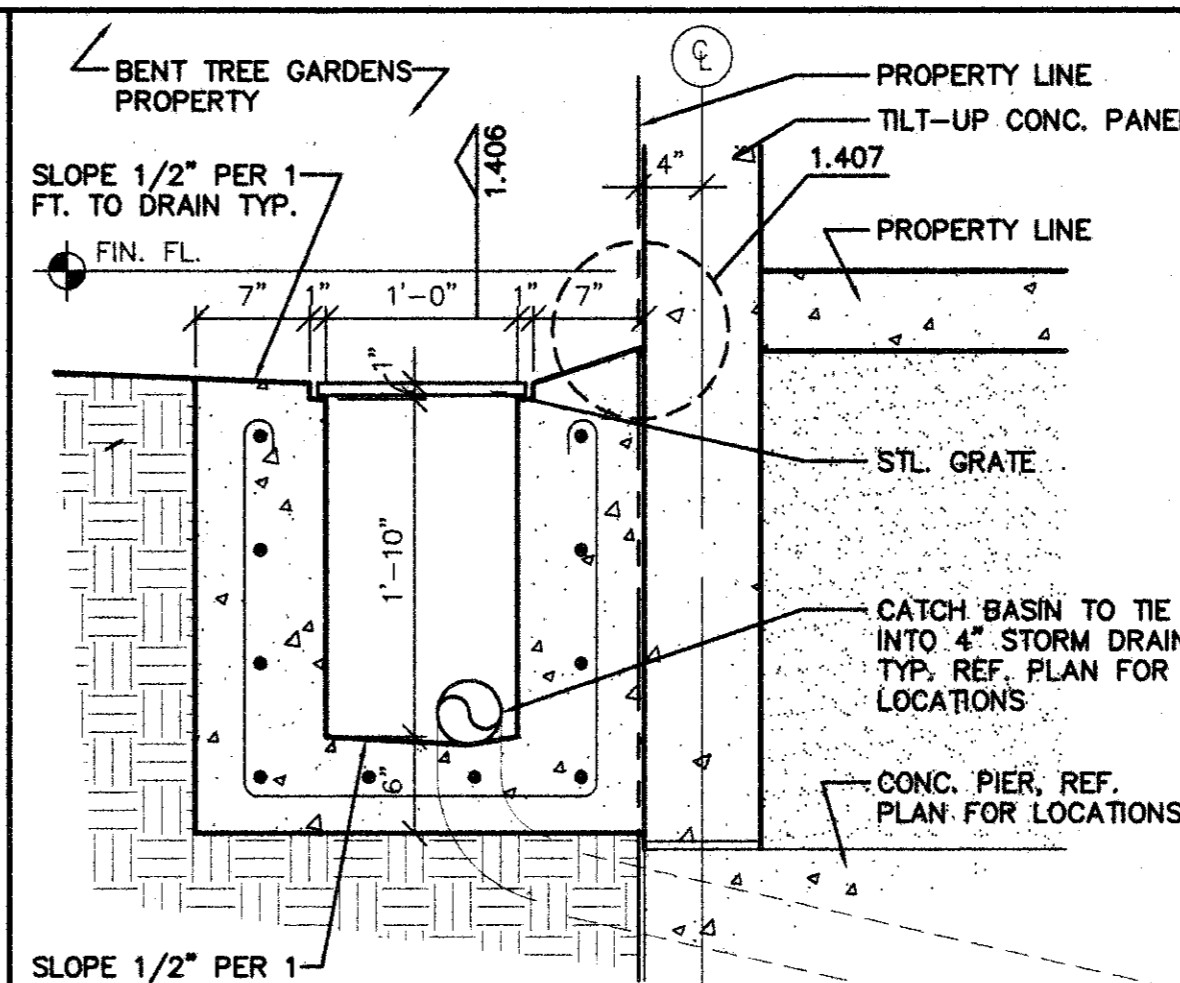 BENT TREE GARDENS
PROPERTY
℄
PROPERTY LINE
TILT-UP CONC. PANEL
1.406
4"
1.407
SLOPE 1/2" PER 1
FT. TO DRAIN TYP.
PROPERTY LINE
FIN. FL.
7" 1" 1'-0" 1" 7"
1"
STL. GRATE
1'-10"
CATCH BASIN TO TIE
INTO 4" STORM DRAIN
TYP. REF. PLAN FOR
LOCATIONS
6"
CONC. PIER, REF.
PLAN FOR LOCATIONS
SLOPE 1/2" PER 1